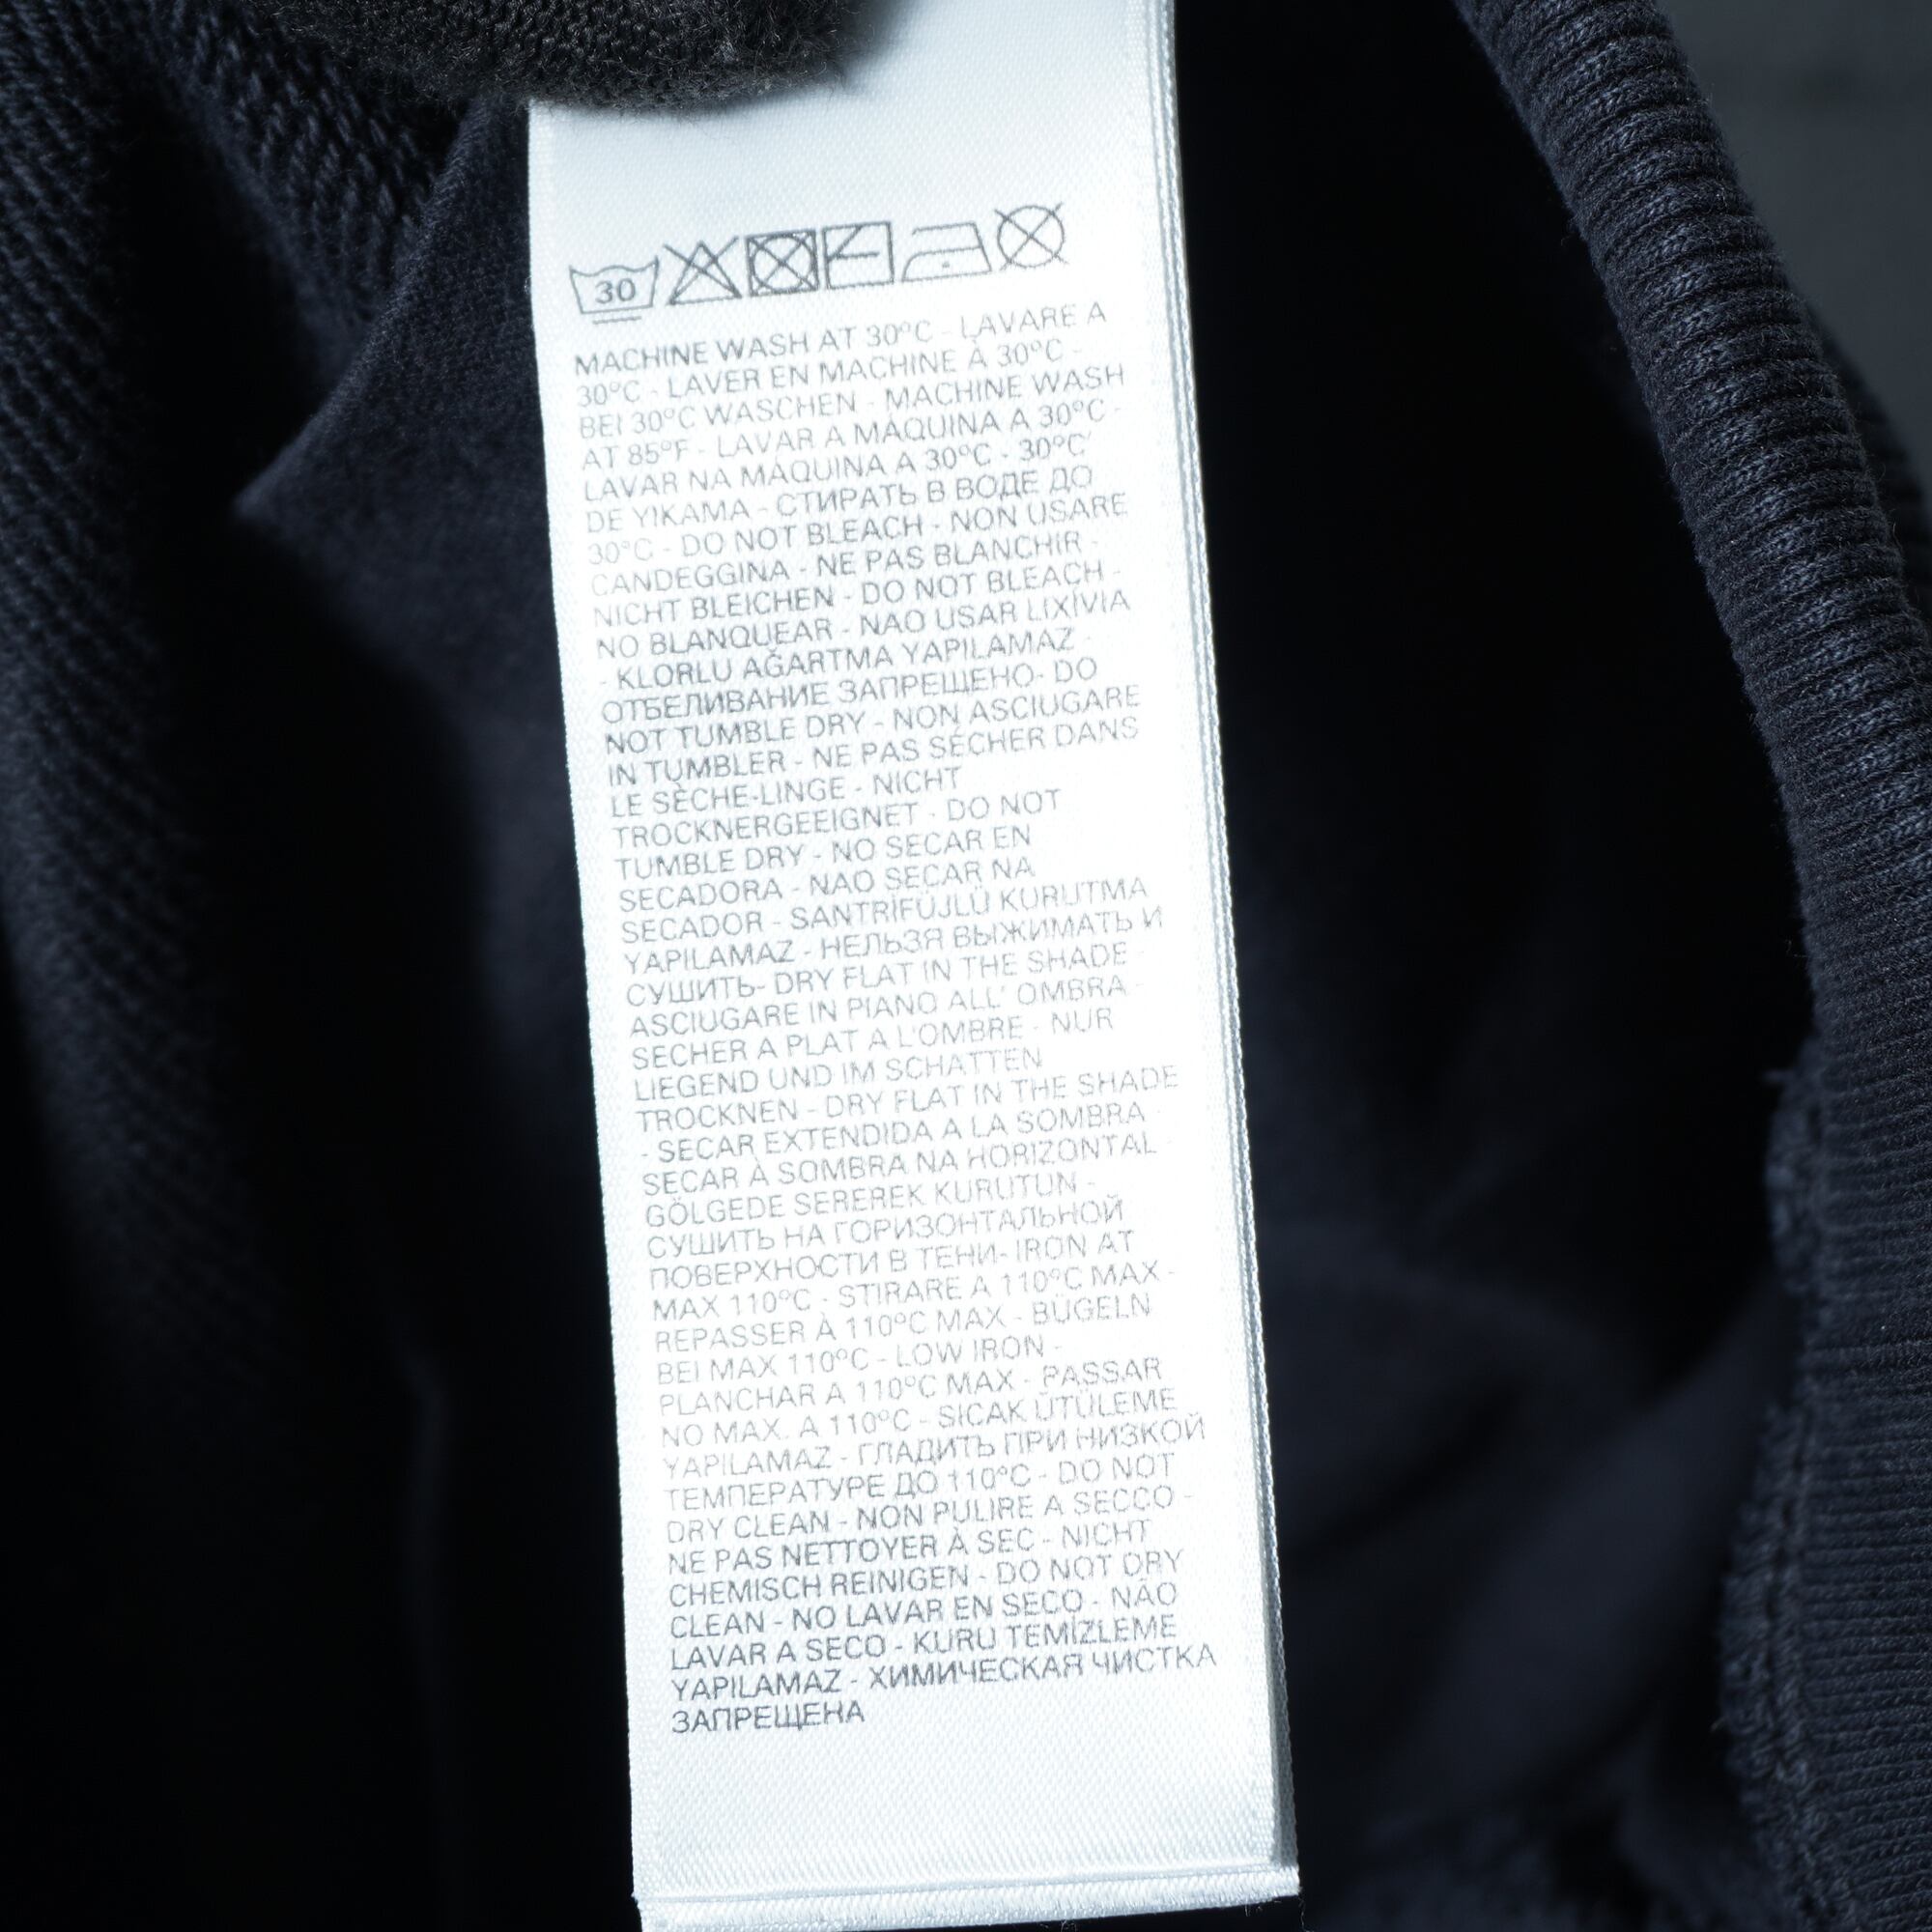 30
MACHINE WASH AT 30°C - LAVARE A
30°C - LAVER EN MACHINE À 30°C -
BEI 30°C WASCHEN - MACHINE WASH
AT 85°F - LAVAR A MÁQUINA A 30°C -
LAVAR NA MÁQUINA A 30°C - 30°C'
DE YIKAMA - СТИРАТЬ В ВОДЕ ДО
30°C - DO NOT BLEACH - NON USARE
CANDEGGINA - NE PAS BLANCHIR -
NICHT BLEICHEN - DO NOT BLEACH -
NO BLANQUEAR - NAO USAR LIXÍVIA
- KLORLU AĞARTMA YAPILAMAZ -
ОТБЕЛИВАНИЕ ЗАПРЕЩЕНО- DO
NOT TUMBLE DRY - NON ASCIUGARE
IN TUMBLER - NE PAS SÉCHER DANS
LE SÈCHE-LINGE - NICHT
TROCKNERGEEIGNET - DO NOT
TUMBLE DRY - NO SECAR EN
SECADORA - NAO SECAR NA
SECADOR - SANTRİFÜJLÜ KURUTMA
YAPILAMAZ - НЕЛЬЗЯ ВЫЖИМАТЬ И
СУШИТЬ- DRY FLAT IN THE SHADE -
ASCIUGARE IN PIANO ALL' OMBRA -
SECHER A PLAT A L'OMBRE - NUR
LIEGEND UND IM SCHATTEN
TROCKNEN - DRY FLAT IN THE SHADE
- SECAR EXTENDIDA A LA SOMBRA -
SECAR À SOMBRA NA HORIZONTAL -
GÖLGEDE SEREREK KURUTUN -
СУШИТЬ НА ГОРИЗОНТАЛЬНОЙ
ПОВЕРХНОСТИ В ТЕНИ- IRON AT
MAX 110°C - STIRARE A 110°C MAX -
REPASSER À 110°C MAX - BÜGELN
BEI MAX 110°C - LOW IRON -
PLANCHAR A 110°C MAX - PASSAR
NO MAX. A 110°C - SICAK ÜTÜLEME
YAPILAMAZ - ГЛАДИТЬ ПРИ НИЗКОЙ
ТЕМПЕРАТУРЕ ДО 110°C - DO NOT
DRY CLEAN - NON PULIRE A SECCO -
NE PAS NETTOYER À SEC - NICHT
CHEMISCH REINIGEN - DO NOT DRY
CLEAN - NO LAVAR EN SECO - NÃO
LAVAR A SECO - KURU TEMİZLEME
YAPILAMAZ - ХИМИЧЕСКАЯ ЧИСТКА
ЗАПРЕЩЕНА